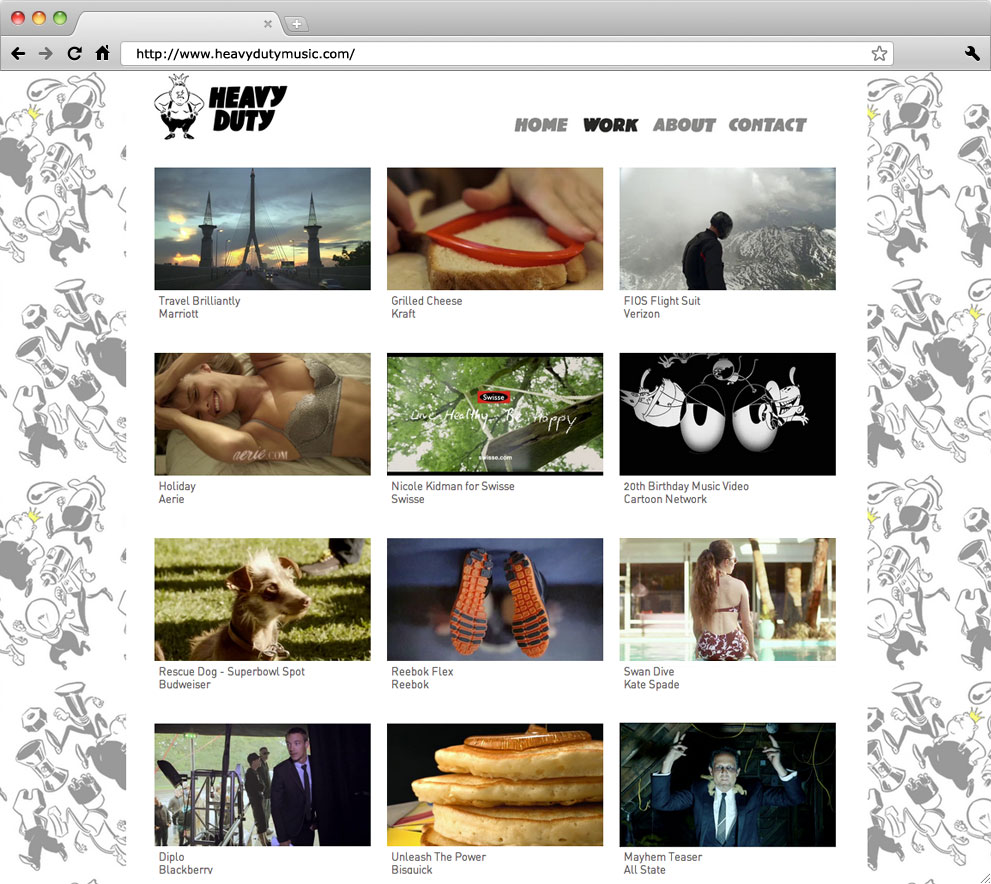 http://www.heavydutymusic.com/
HEAVY
DUTY
HOME WORK ABOUT CONTACT
Travel Brilliantly
Marriott
Grilled Cheese
Kraft
FIOS Flight Suit
Verizon
aerie.COM
Swisse
Live Healthy Be Happy
swisse.com
Holiday
Aerie
Nicole Kidman for Swisse
Swisse
20th Birthday Music Video
Cartoon Network
Rescue Dog - Superbowl Spot
Budweiser
Reebok Flex
Reebok
Swan Dive
Kate Spade
Diplo
Blackberry
Unleash The Power
Bisquick
Mayhem Teaser
All State